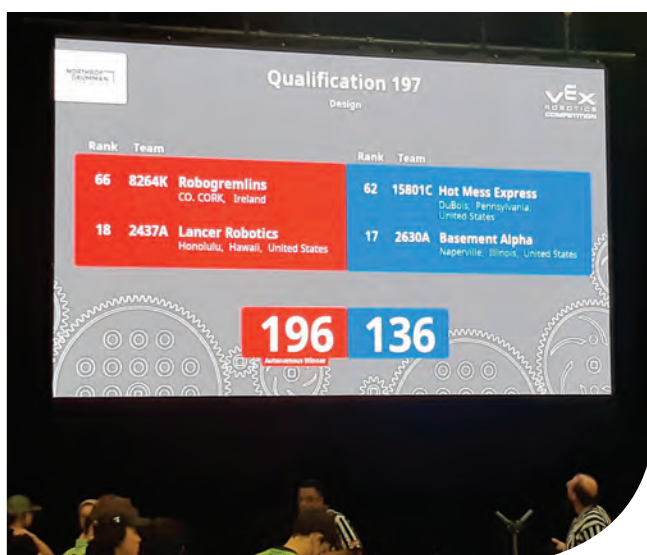 NORTHROP
GRUMMAN
Qualification 197
Design
VEX
ROBOTICS
COMPETITION
Rank Team
66 8264K Robogremlins
CO. CORK, Ireland
18 2437A Lancer Robotics
Honolulu, Hawaii, United States
Rank Team
62 15801C Hot Mess Express
DuBois, Pennsylvania,
United States
17 2630A Basement Alpha
Naperville, Illinois, United States
196
Autonomous Winner
136